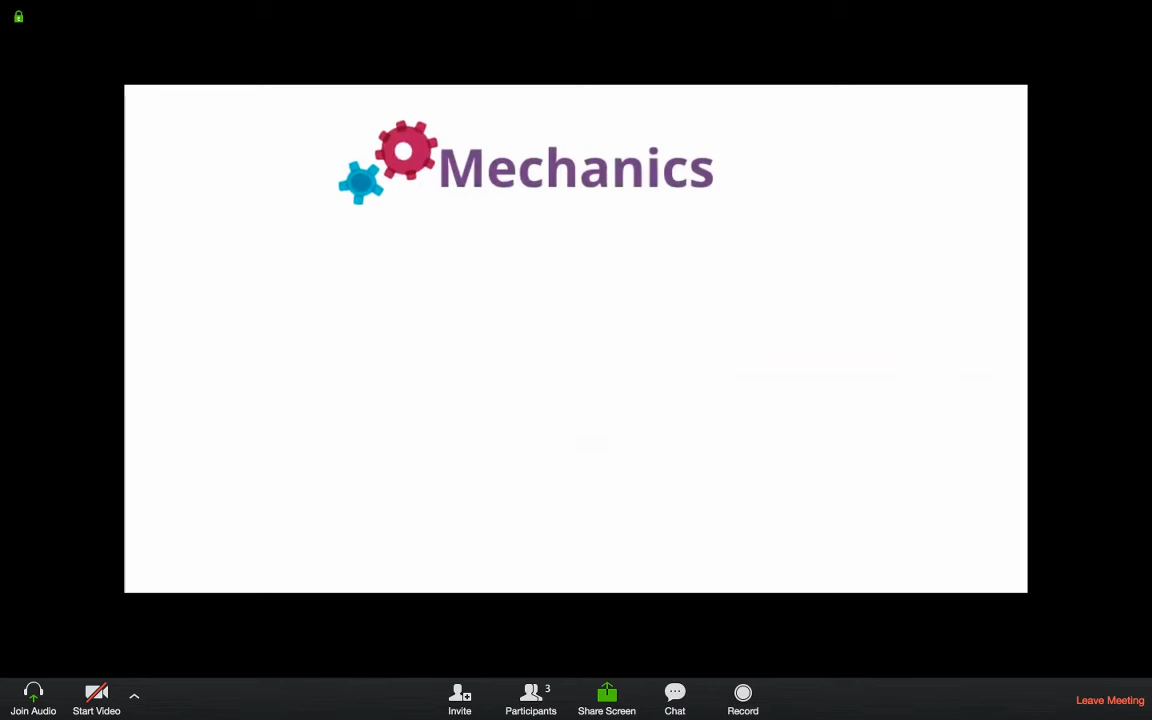 Mechanics
3
Join Audio
Start Video
Invite
Participants
Share Screen
Chat
Record
Leave Meeting